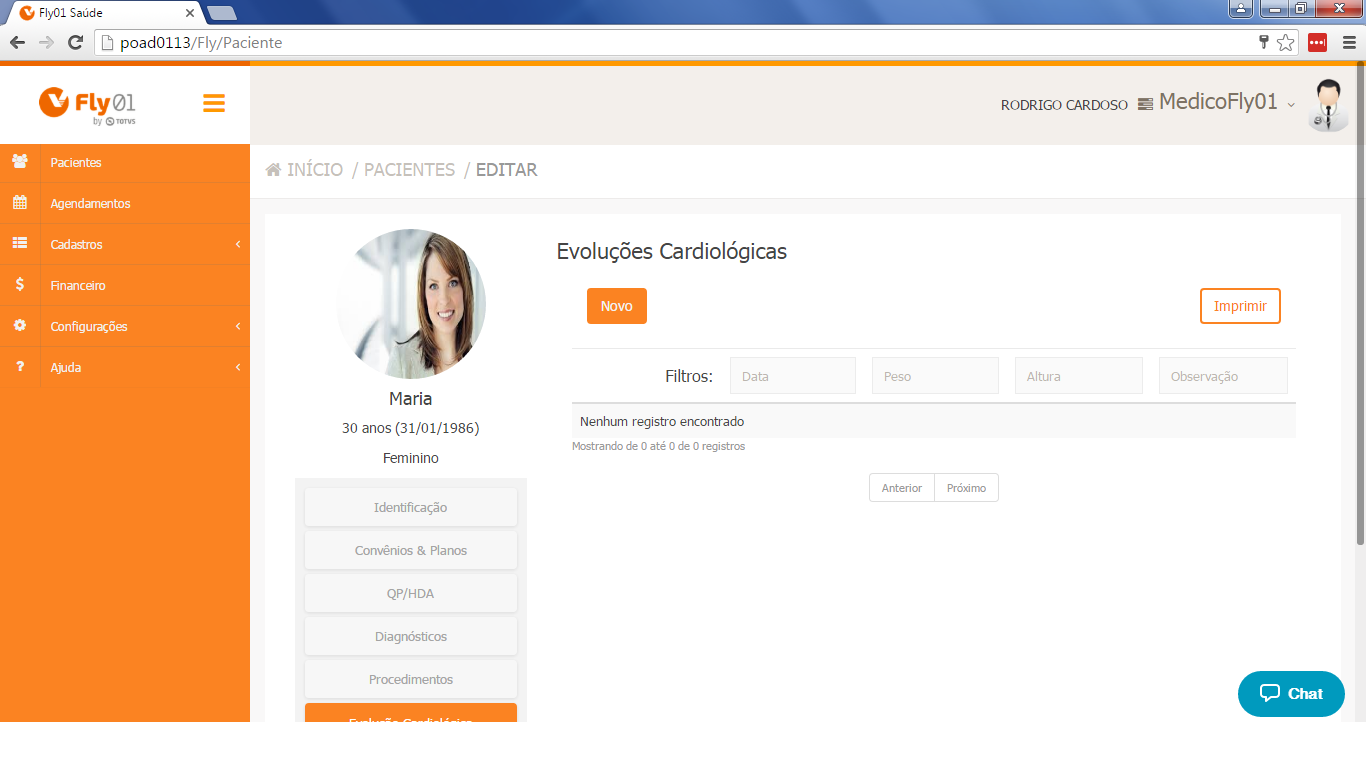 Fly01 Saúde
poad0113/Fly/Paciente
Fly01
by TOTVS
RODRIGO CARDOSO MedicoFly01
Pacientes
Agendamentos
Cadastros
Financeiro
Configurações
Ajuda
INÍCIO / PACIENTES / EDITAR
Maria
30 anos (31/01/1986)
Feminino
Identificação
Convênios & Planos
QP/HDA
Diagnósticos
Procedimentos
Evolução Cardiológica
Evoluções Cardiológicas
Novo
Imprimir
Filtros: Data Peso Altura Observação
Nenhum registro encontrado
Mostrando de 0 até 0 de 0 registros
Anterior Próximo
Chat